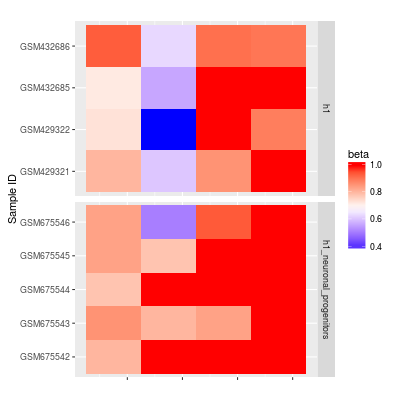 GSM432686
GSM432685
GSM429322
GSM429321
h1
GSM675546
GSM675545
GSM675544
GSM675543
GSM675542
h1_neuronal_progenitors
Sample ID
beta
1.0
0.8
0.6
0.4